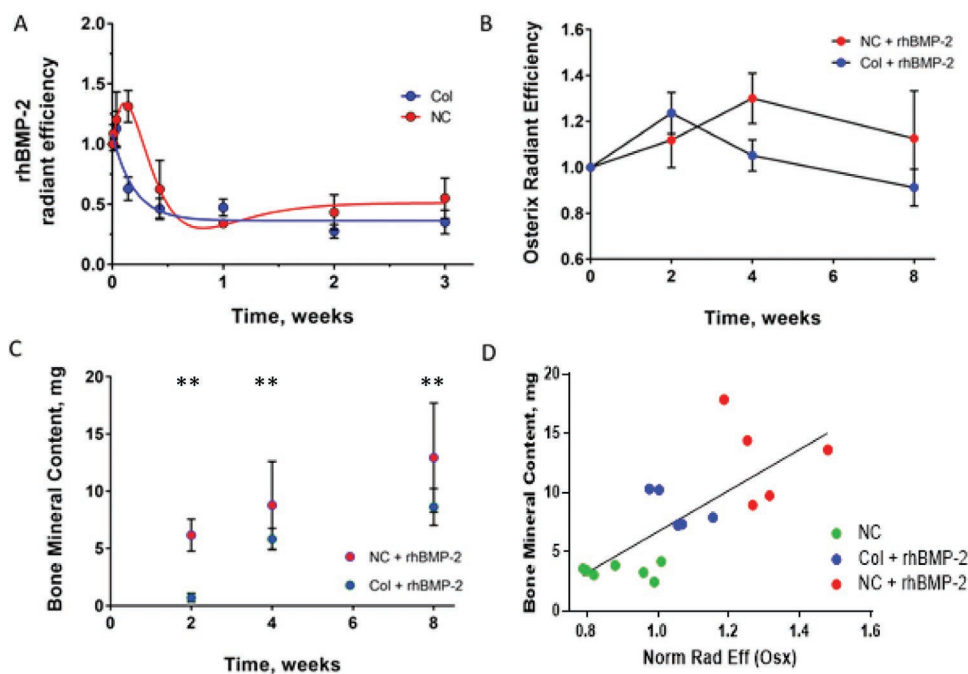 A
rhBMP-2
radiant efficiency
2.0
1.5
1.0
0.5
0.0
0 1 2 3
Time, weeks
Col
NC
B
Osterix Radiant Efficiency
1.6
1.4
1.2
1.0
0.8
0.6
0 2 4 6 8
Time, weeks
NC + rhBMP-2
Col + rhBMP-2
C
Bone Mineral Content, mg
20
15
10
5
0
** ** **
0 2 4 6 8
Time, weeks
NC + rhBMP-2
Col + rhBMP-2
D
Bone Mineral Content, mg
20
15
10
5
0
0.8 1.0 1.2 1.4 1.6
Norm Rad Eff (Osx)
NC
Col + rhBMP-2
NC + rhBMP-2